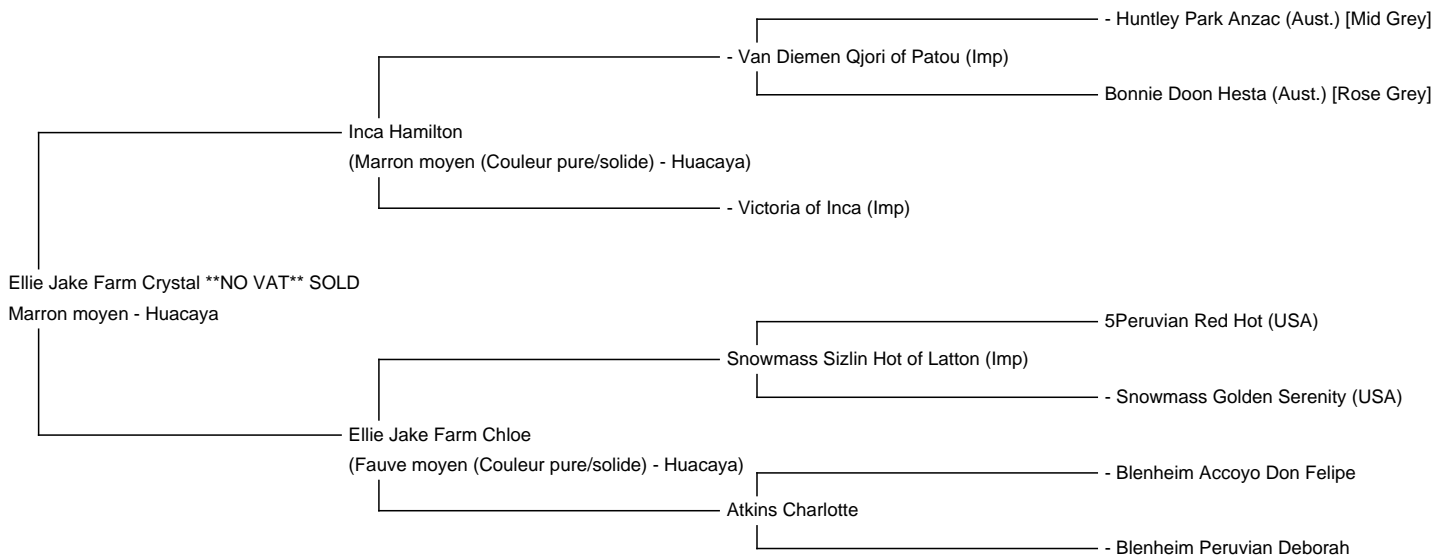 - Huntley Park Anzac (Aust.) [Mid Grey]
- Van Diemen Qjori of Patou (Imp)
Bonnie Doon Hesta (Aust.) [Rose Grey]
Inca Hamilton
(Marron moyen (Couleur pure/solide) - Huacaya)
- Victoria of Inca (Imp)
Ellie Jake Farm Crystal **NO VAT** SOLD
Marron moyen - Huacaya
5Peruvian Red Hot (USA)
Snowmass Sizlin Hot of Latton (Imp)
- Snowmass Golden Serenity (USA)
Ellie Jake Farm Chloe
(Fauve moyen (Couleur pure/solide) - Huacaya)
- Blenheim Accoyo Don Felipe
Atkins Charlotte
- Blenheim Peruvian Deborah